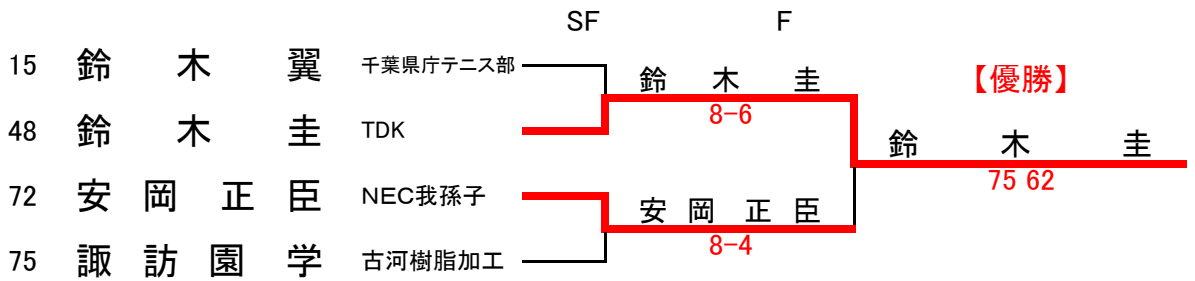 SF F
15 鈴木翼 千葉県庁テニス部
鈴木圭 【優勝】
8-6
48 鈴木圭 TDK
鈴木圭
75 62
72 安岡正臣 NEC我孫子
安岡正臣
8-4
75 諏訪園学 古河樹脂加工